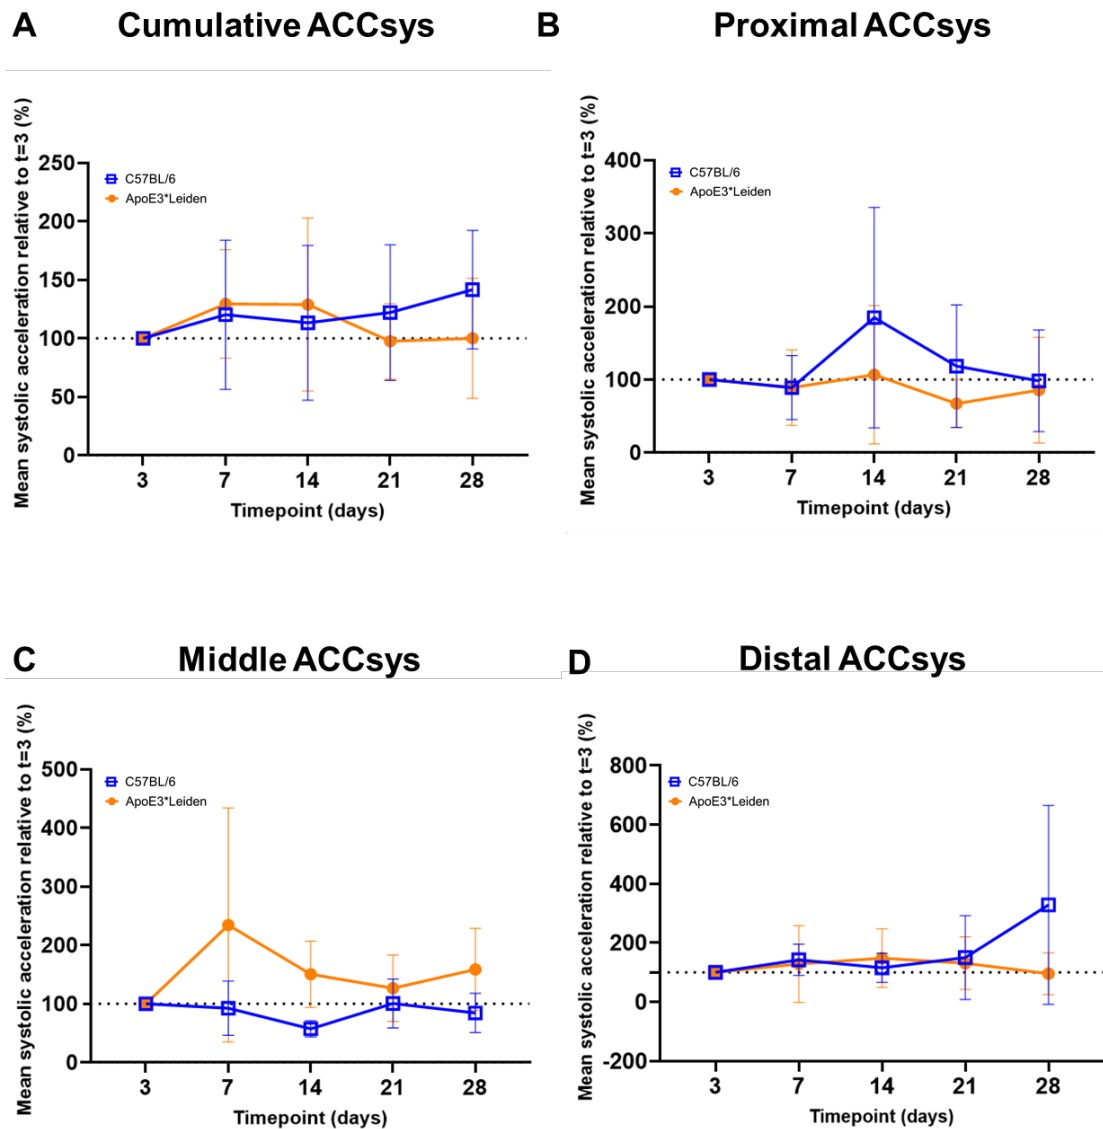 A Cumulative ACCsys
Mean systolic acceleration relative to t=3 (%)
250
200
150
100
50
0
C57BL/6
ApoE3*Leiden
3 7 14 21 28
Timepoint (days)
B Proximal ACCsys
Mean systolic acceleration relative to t=3 (%)
400
300
200
100
0
C57BL/6
ApoE3*Leiden
3 7 14 21 28
Timepoint (days)
C Middle ACCsys
Mean systolic acceleration relative to t=3 (%)
500
400
300
200
100
0
C57BL/6
ApoE3*Leiden
3 7 14 21 28
Timepoint (days)
D Distal ACCsys
Mean systolic acceleration relative to t=3 (%)
800
600
400
200
0
-200
C57BL/6
ApoE3*Leiden
3 7 14 21 28
Timepoint (days)